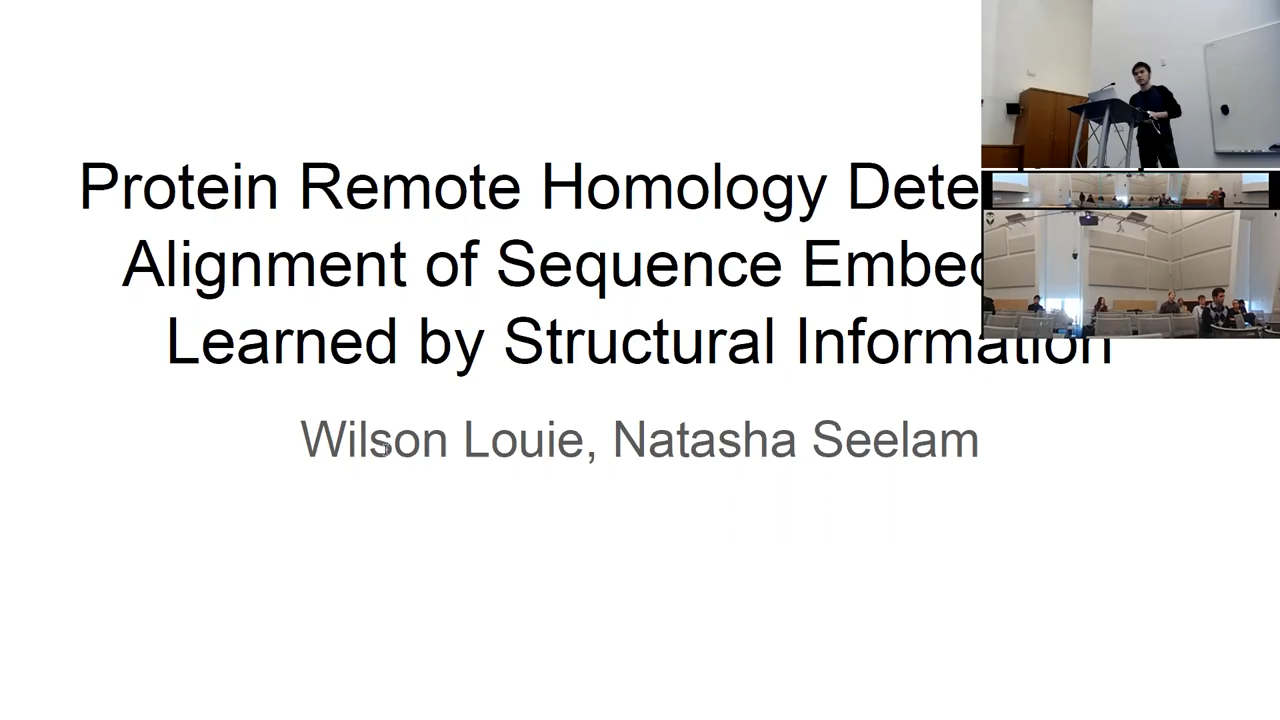 Protein Remote Homology Dete
Alignment of Sequence Embed
Learned by Structural Information
Wilson Louie, Natasha Seelam